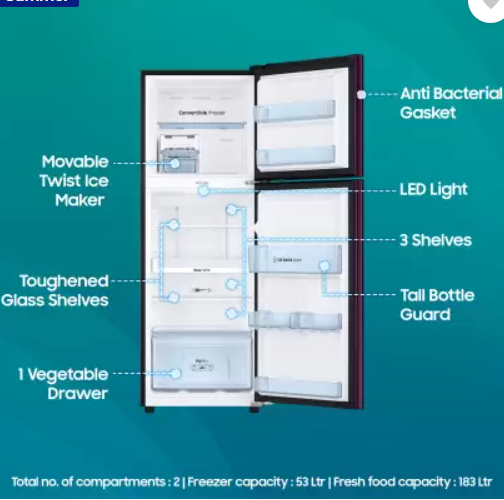 Convertible Freezer
Anti Bacterial
Gasket
Movable
Twist Ice
Maker
LED Light
3 Shelves
Toughened
Glass Shelves
Tall Bottle
Guard
1 Vegetable
Drawer
Total no. of compartments : 2 | Freezer capacity : 53 Ltr | Fresh food capacity : 183 Ltr